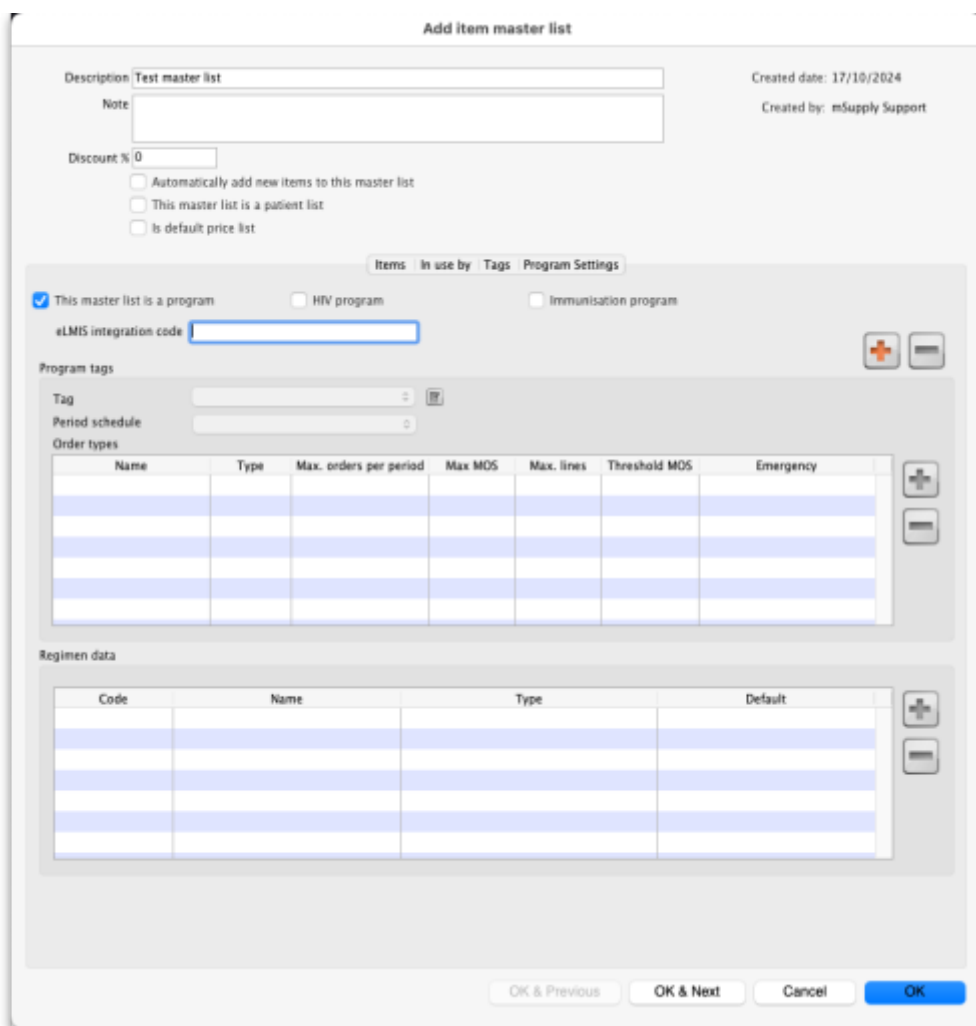 Add item master list
Description Test master list
Created date: 17/10/2024
Note
Created by: mSupply Support
Discount % 0
Automatically add new items to this master list
This master list is a patient list
Is default price list
Items In use by Tags Program Settings
This master list is a program HIV program Immunisation program
eLMIS integration code
Program tags
Tag
Period schedule
Order types
Name Type Max. orders per period Max MOS Max. lines Threshold MOS Emergency
Regimen data
Code Name Type Default
OK & Previous OK & Next Cancel OK